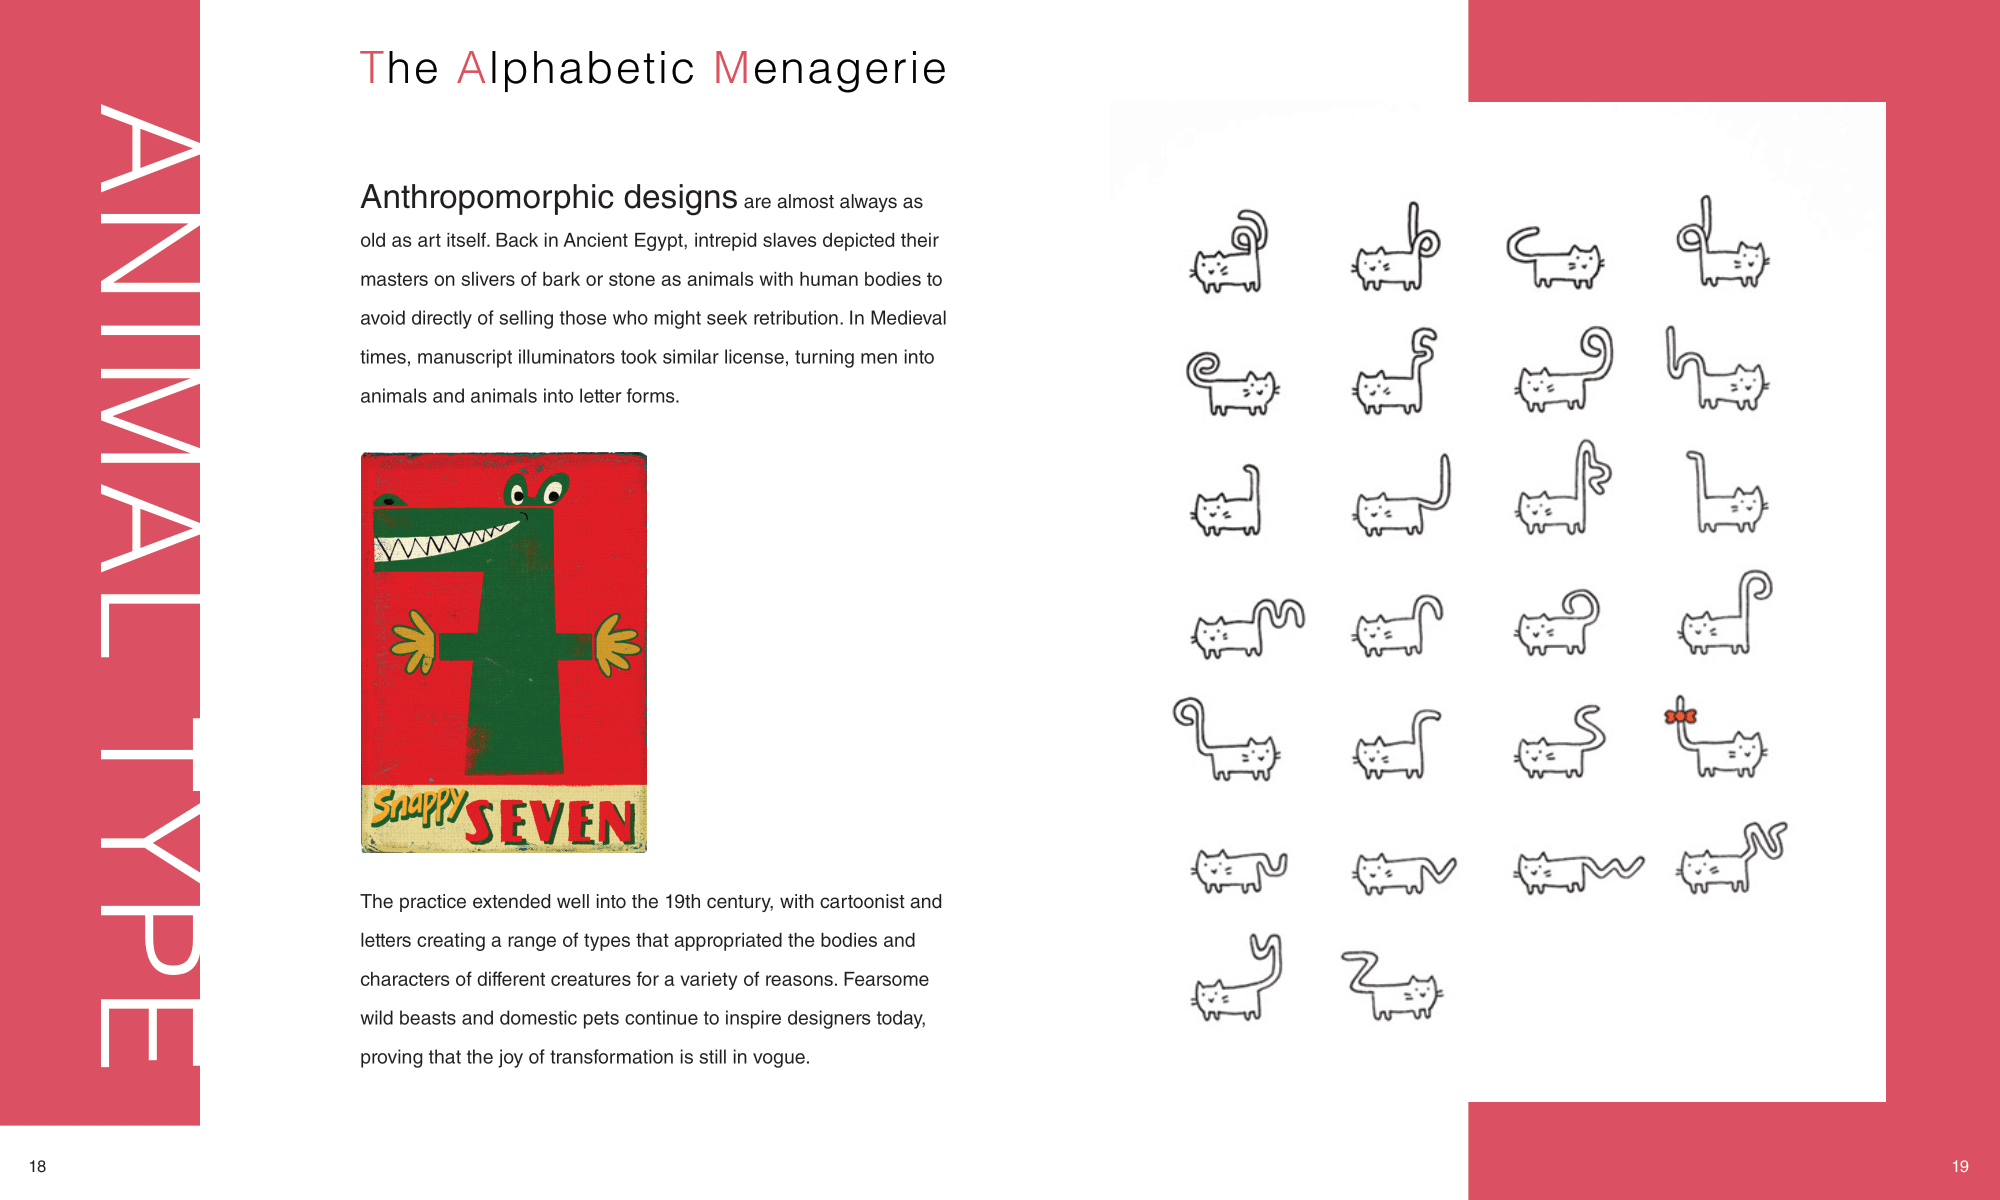 ANIMAL TYPE
The Alphabetic Menagerie
Anthropomorphic designs are almost always as
old as art itself. Back in Ancient Egypt, intrepid slaves depicted their
masters on slivers of bark or stone as animals with human bodies to
avoid directly of selling those who might seek retribution. In Medieval
times, manuscript illuminators took similar license, turning men into
animals and animals into letter forms.
Snappy SEVEN
The practice extended well into the 19th century, with cartoonist and
letters creating a range of types that appropriated the bodies and
characters of different creatures for a variety of reasons. Fearsome
wild beasts and domestic pets continue to inspire designers today,
proving that the joy of transformation is still in vogue.
a b c d
e f g h
i j k l
m n o p
q r s t
u v w x
y z
18
19